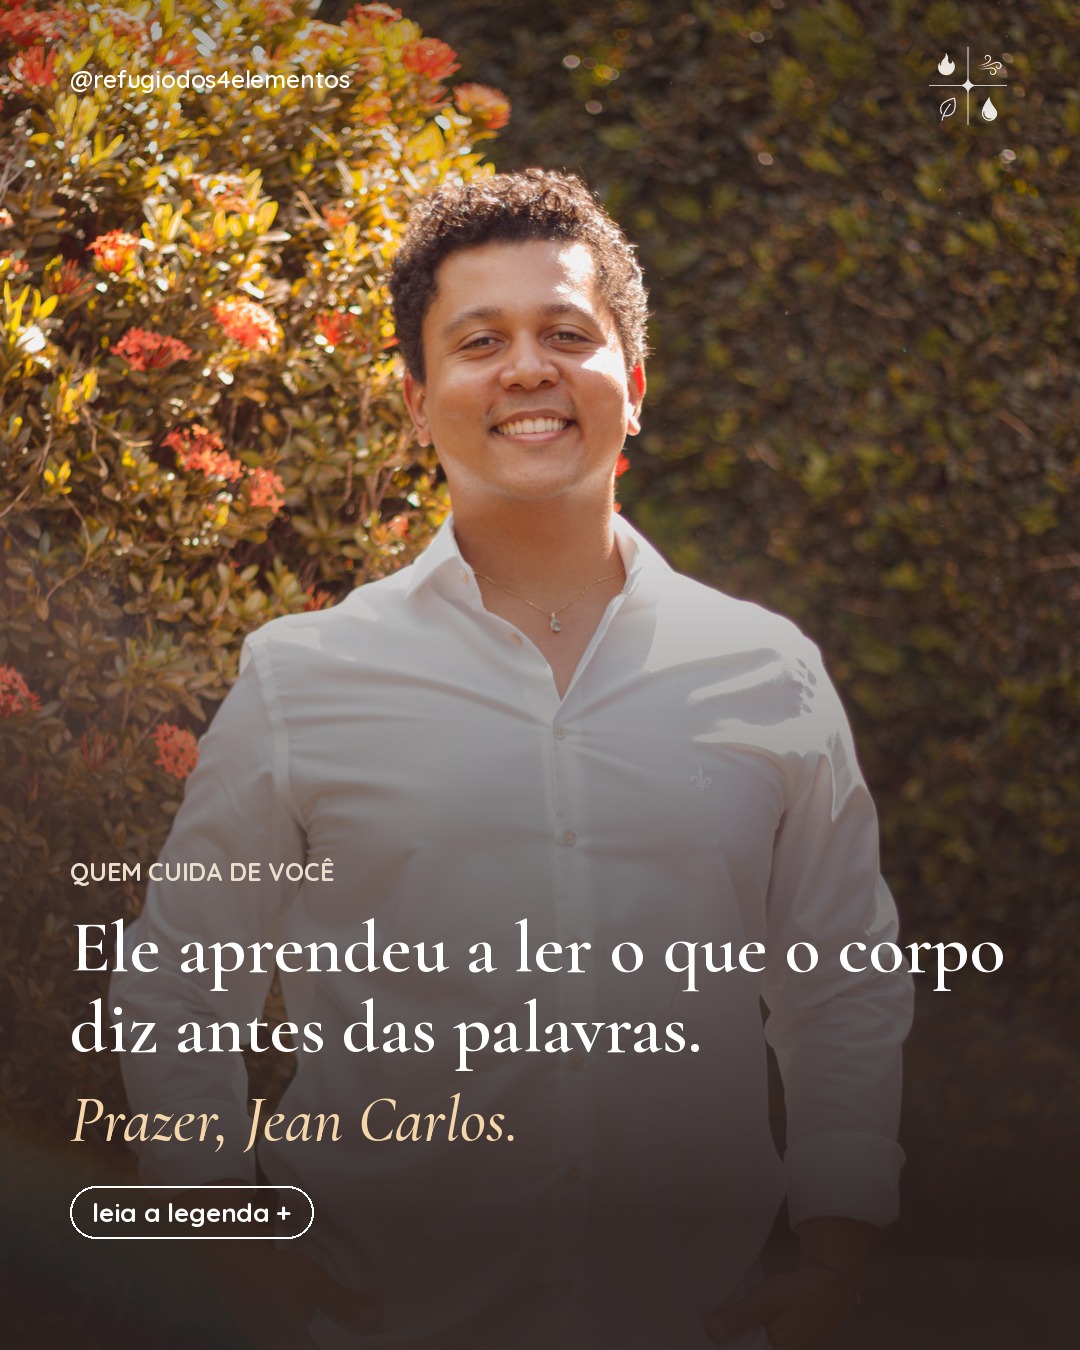 @refugiodos4elementos
QUEM CUIDA DE VOCÊ
Ele aprendeu a ler o que o corpo
diz antes das palavras.
Prazer, Jean Carlos.
leia a legenda +